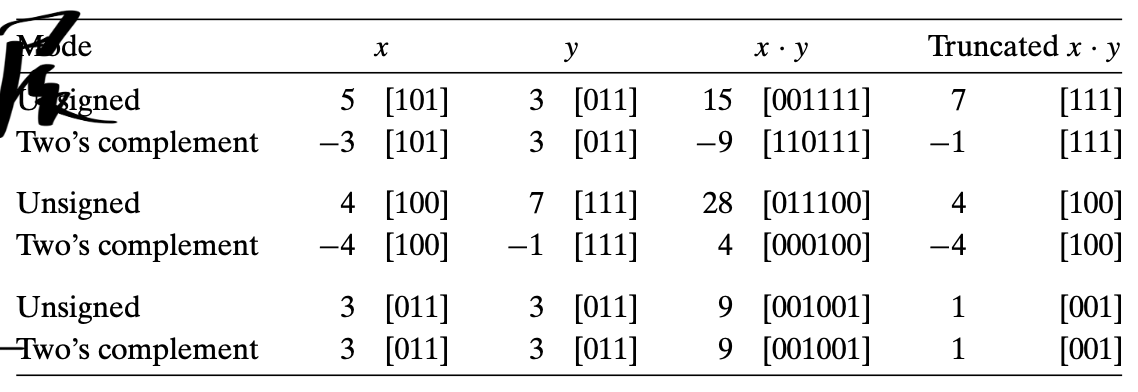 Mode x y x · y Truncated x · y
Unsigned 5 [101] 3 [011] 15 [001111] 7 [111]
Two’s complement −3 [101] 3 [011] −9 [110111] −1 [111]
Unsigned 4 [100] 7 [111] 28 [011100] 4 [100]
Two’s complement −4 [100] −1 [111] 4 [000100] −4 [100]
Unsigned 3 [011] 3 [011] 9 [001001] 1 [001]
Two’s complement 3 [011] 3 [011] 9 [001001] 1 [001]